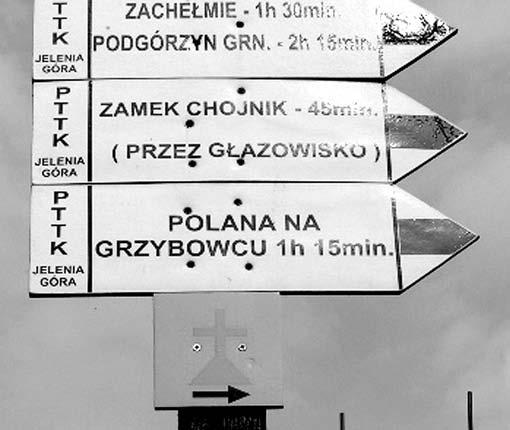 PTTK
JELENIA
GÓRA
ZACHEŁMIE - 1h 30min.
PODGÓRZYN GRN. - 2h 15min.
PTTK
JELENIA
GÓRA
ZAMEK CHOJNIK - 45min.
( PRZEZ GŁAZOWISKO )
PTTK
JELENIA
GÓRA
POLANA NA
GRZYBOWCU 1h 15min.